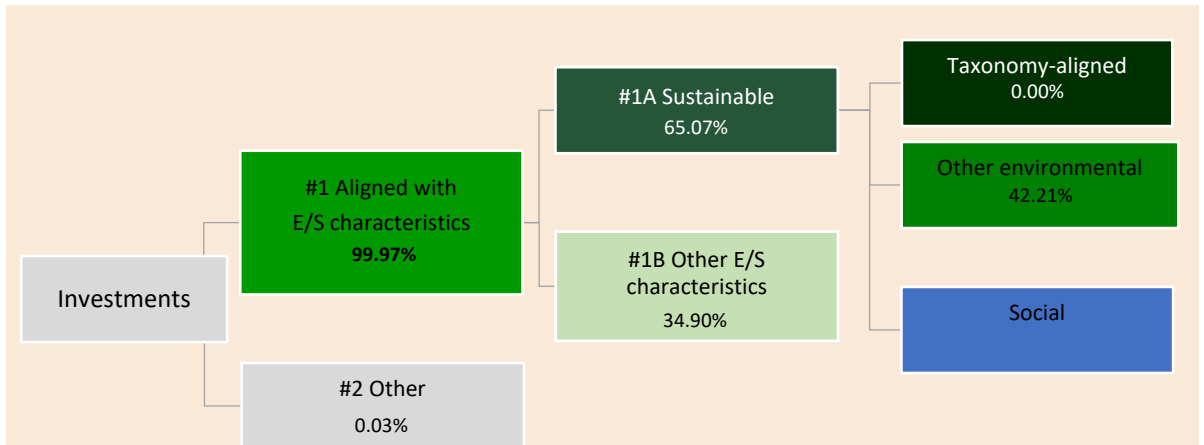 Investments
#1 Aligned with
E/S characteristics
99.97%
#2 Other
0.03%
#1A Sustainable
65.07%
#1B Other E/S
characteristics
34.90%
Taxonomy-aligned
0.00%
Other environmental
42.21%
Social